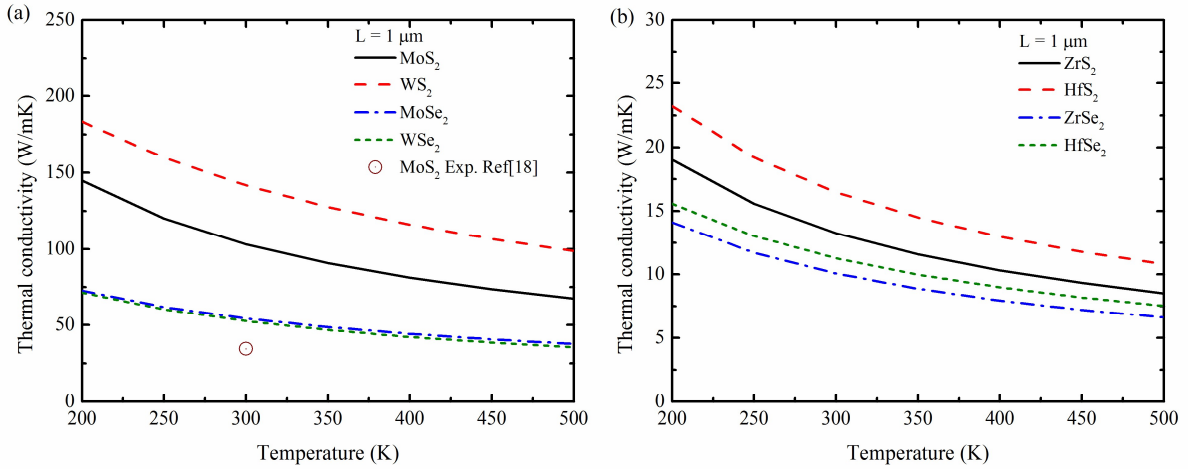 (a)
250
200
150
100
50
0
Thermal conductivity (W/mK)
L = 1 μm
MoS2
WS2
MoSe2
WSe2
MoS2 Exp. Ref[18]
200 250 300 350 400 450 500
Temperature (K)
(b)
30
25
20
15
10
5
0
Thermal conductivity (W/mK)
L = 1 μm
ZrS2
HfS2
ZrSe2
HfSe2
200 250 300 350 400 450 500
Temperature (K)